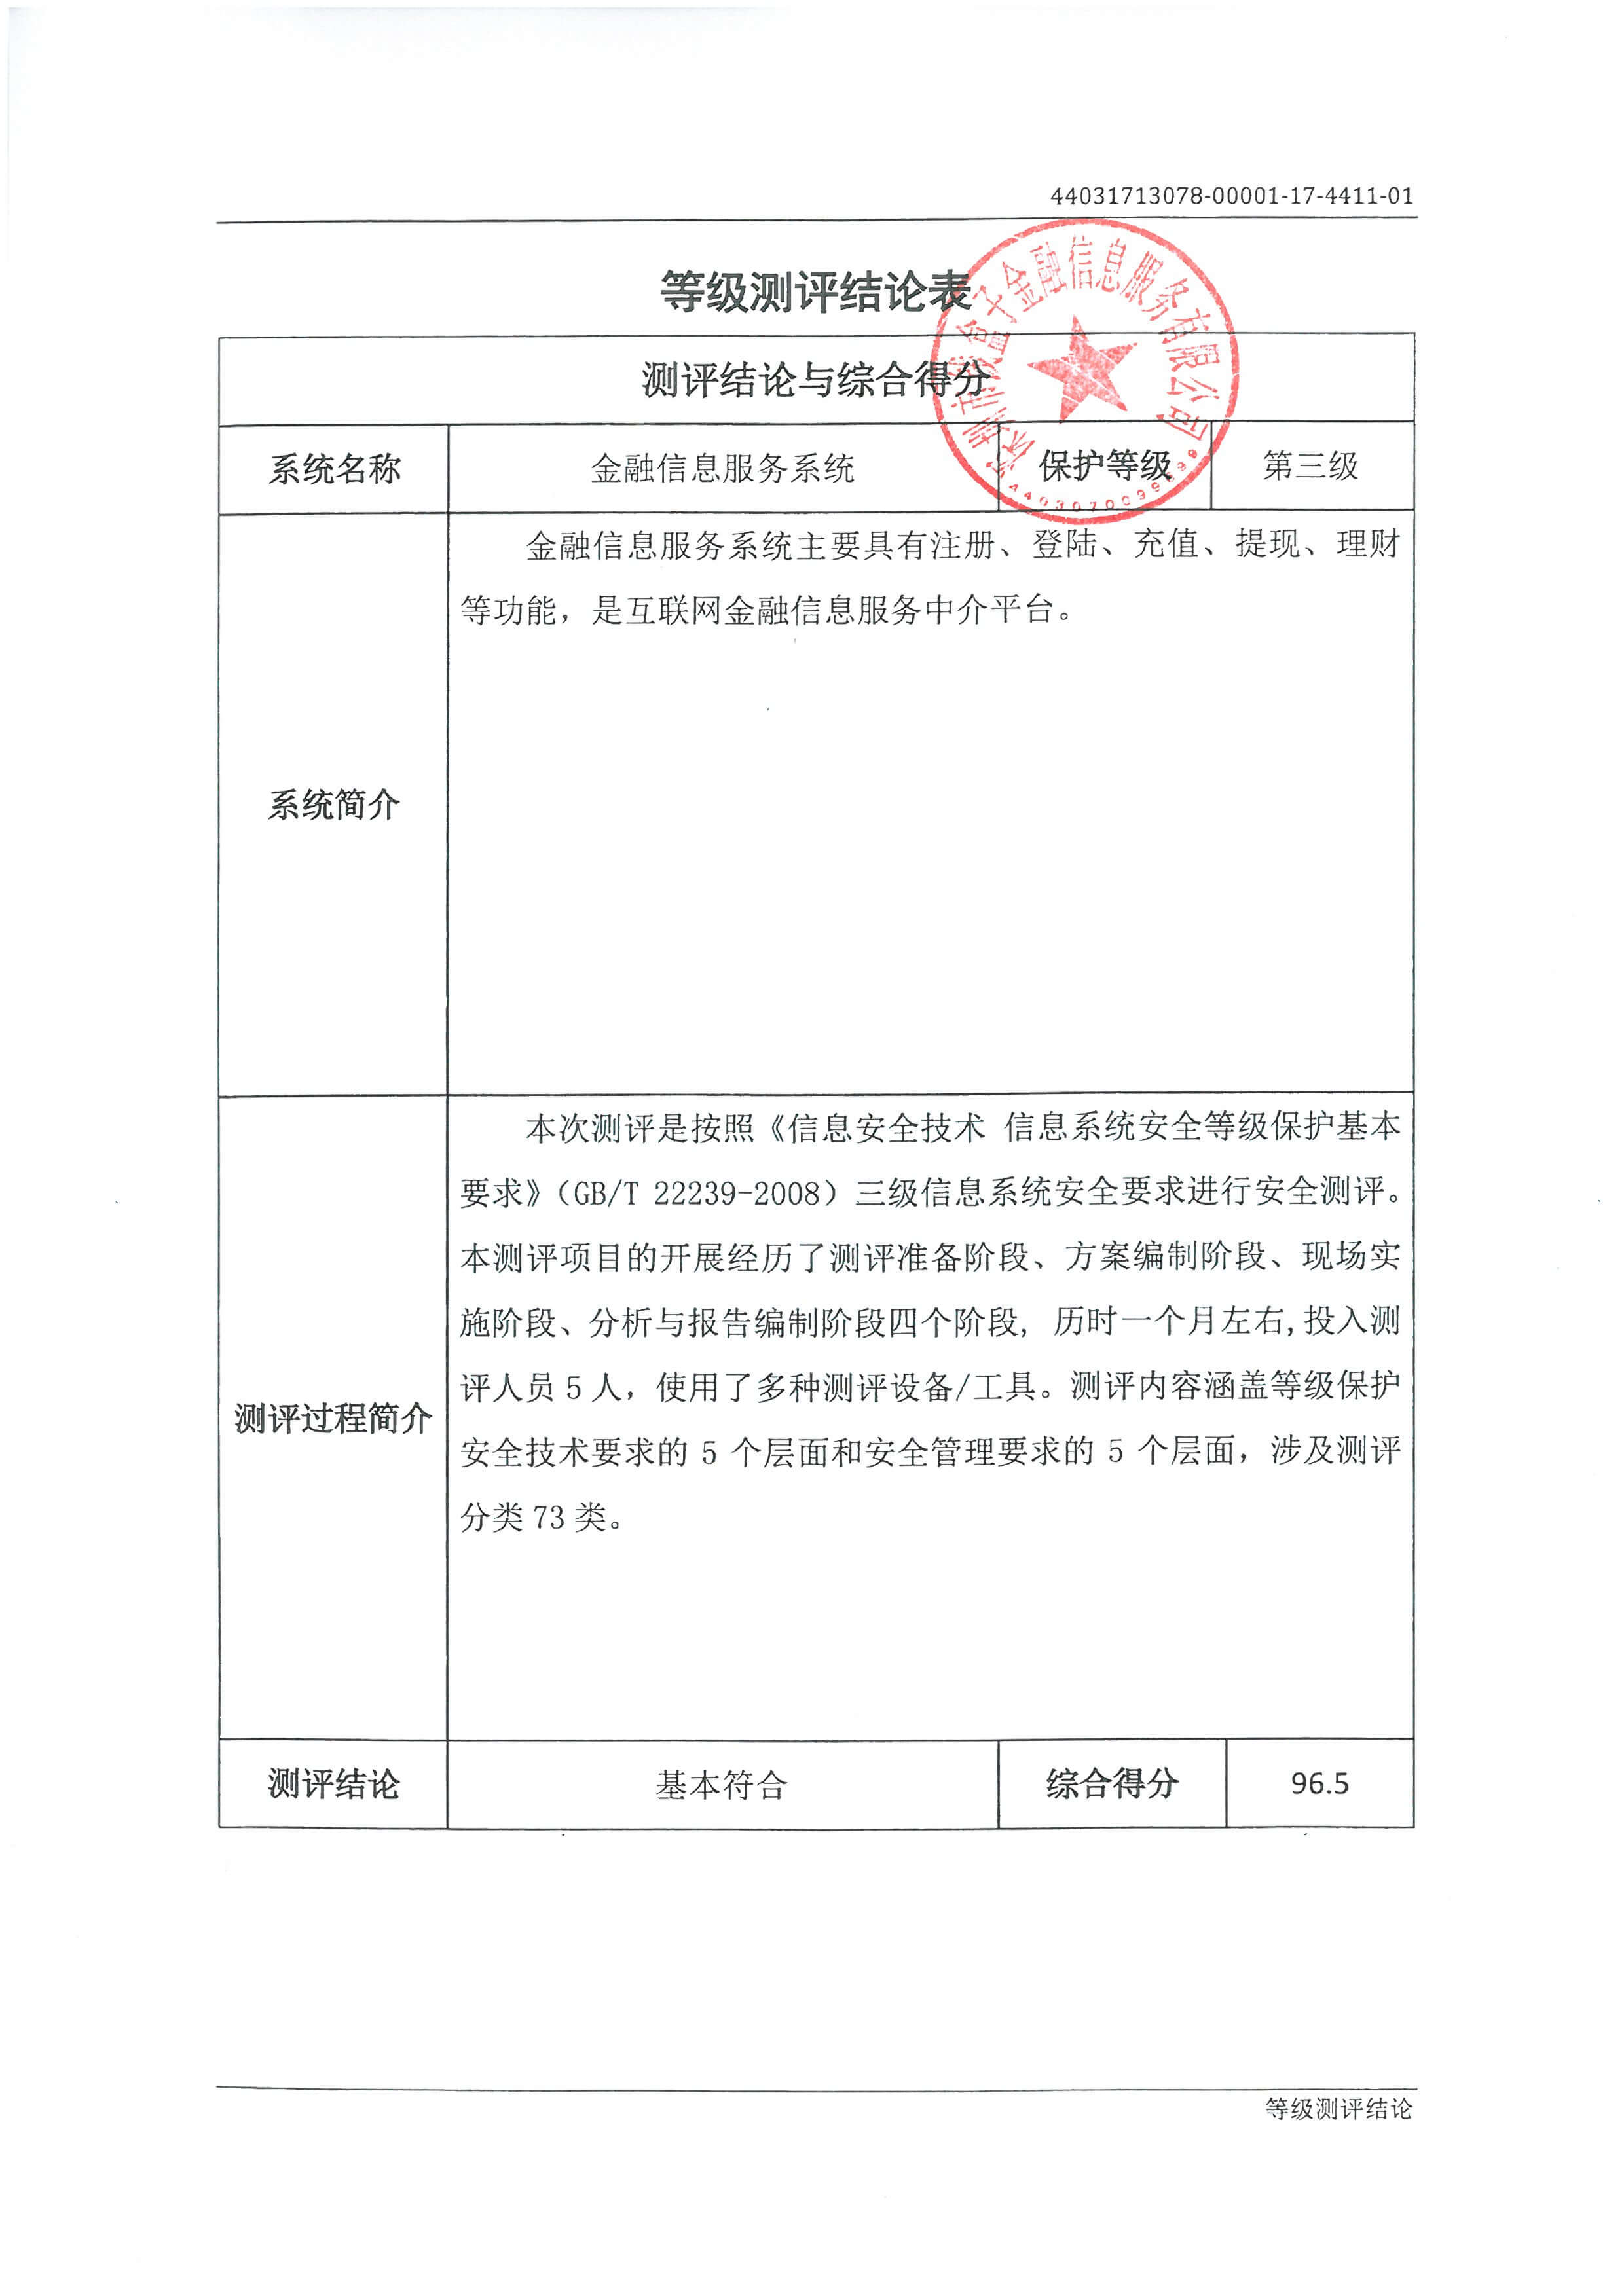 44031713078-00001-17-4411-01
等级测评结论表
测评结论与综合得分
系统名称 金融信息服务系统 保护等级 第三级
系统简介
金融信息服务系统主要具有注册、登陆、充值、提现、理财
等功能，是互联网金融信息服务中介平台。
测评过程简介
本次测评是按照《信息安全技术 信息系统安全等级保护基本
要求》（GB/T 22239-2008）三级信息系统安全要求进行安全测评。
本测评项目的开展经历了测评准备阶段、方案编制阶段、现场实
施阶段、分析与报告编制阶段四个阶段, 历时一个月左右,投入测
评人员 5 人，使用了多种测评设备/工具。测评内容涵盖等级保护
安全技术要求的 5 个层面和安全管理要求的 5 个层面，涉及测评
分类 73 类。
测评结论 基本符合 综合得分 96.5
等级测评结论
深圳市 盒子金融信息服务有限公司